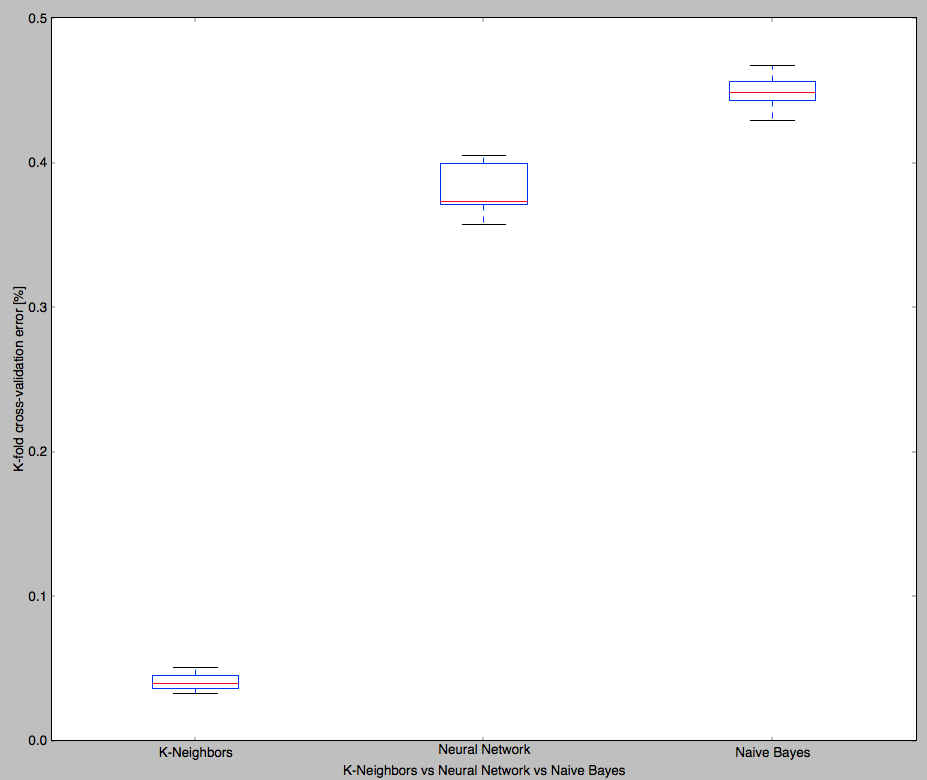 0.5
0.4
0.3
0.2
0.1
0.0
K-fold cross-validation error [%]
K-Neighbors
Neural Network
Naive Bayes
K-Neighbors vs Neural Network vs Naive Bayes